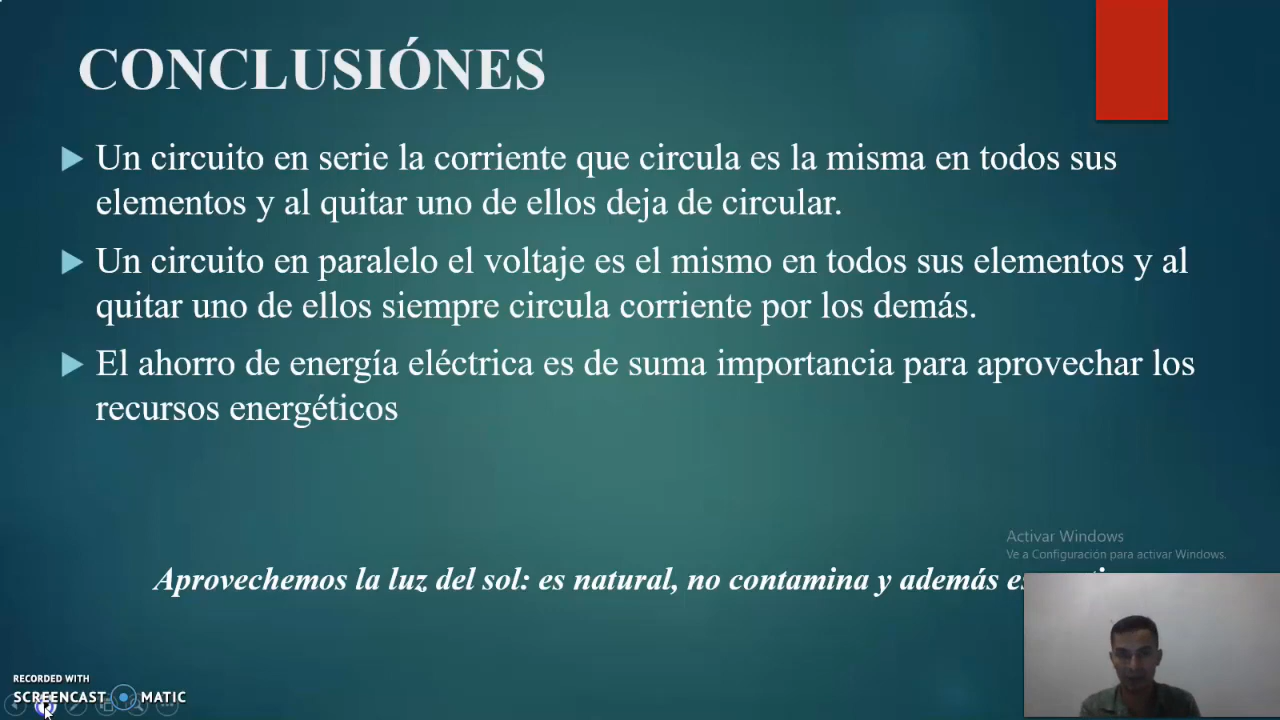 CONCLUSIÓNES
Un circuito en serie la corriente que circula es la misma en todos sus
elementos y al quitar uno de ellos deja de circular.
Un circuito en paralelo el voltaje es el mismo en todos sus elementos y al
quitar uno de ellos siempre circula corriente por los demás.
El ahorro de energía eléctrica es de suma importancia para aprovechar los
recursos energéticos
Activar Windows
Ve a Configuración para activar Windows.
Aprovechemos la luz del sol: es natural, no contamina y además
RECORDED WITH
SCREENCAST MATIC